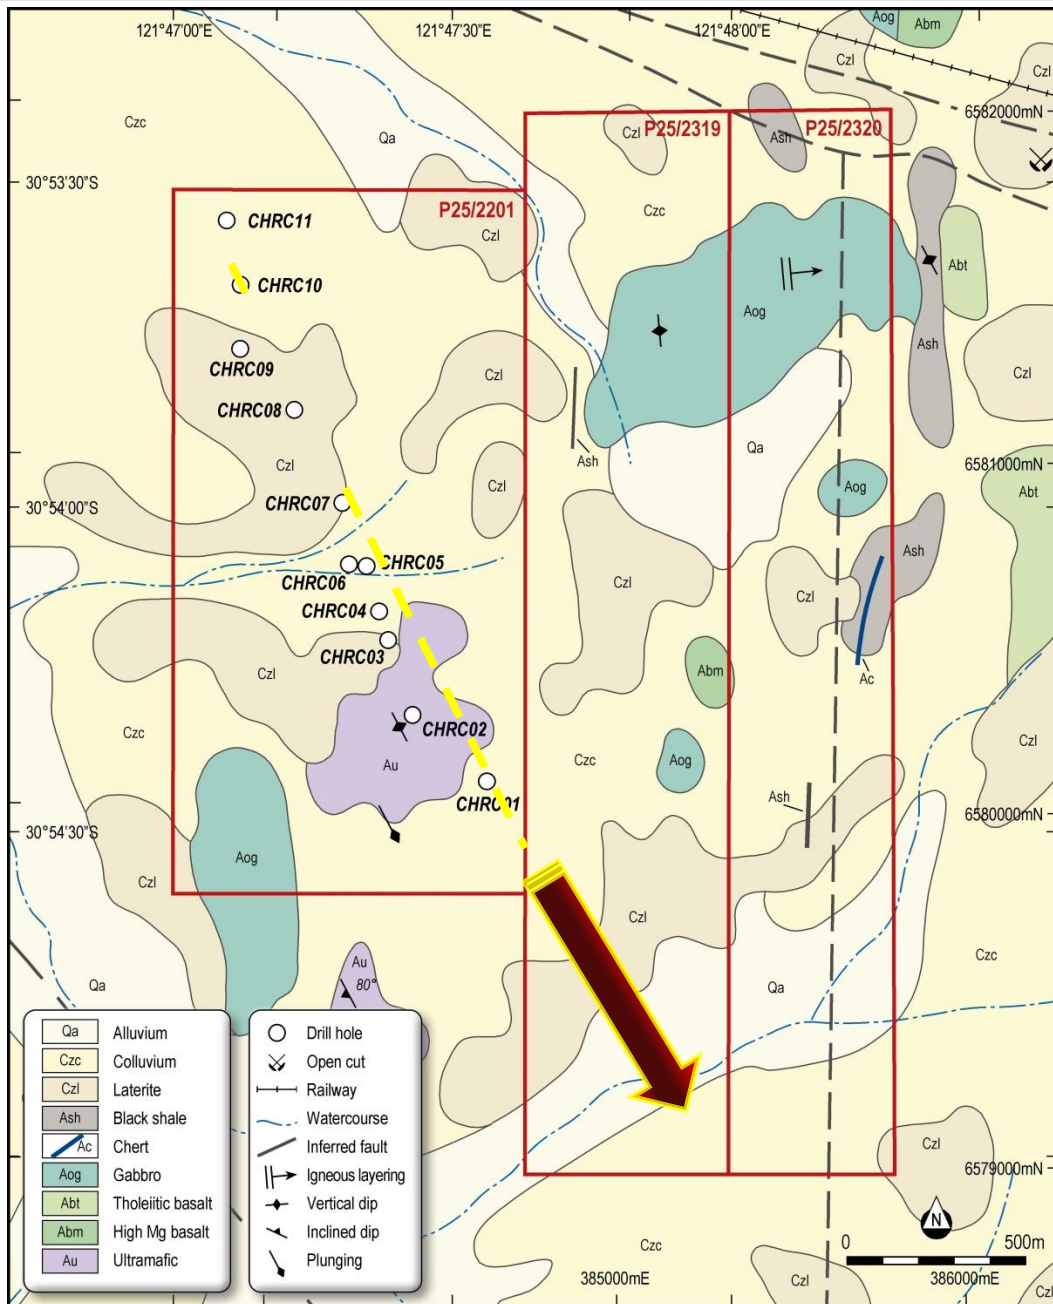 121°47'00"E
121°47'30"E
121°48'00"E
Aog
Abm
Czl
Czl
6582000mN
Czc
Qa
Czl
P25/2319
Ash
P25/2320
30°53'30"S
P25/2201
CHRC11
Czl
Czc
CHRC10
Abt
Aog
Ash
CHRC09
Czl
Czl
CHRC08
Qa
Czl
Ash
6581000mN
CHRC07
Czl
Aog
Abt
30°54'00"S
Ash
CHRC05
CHRC06
Czl
Czl
CHRC04
CHRC03
Czl
Abm
Ac
CHRC02
Czc
Czl
Czc
Aog
Au
CHRC01
Ash
6580000mN
30°54'30"S
Aog
Czl
Czl
Czc
Au
80°
Qa
Qa
Qa Alluvium
Czc Colluvium
Czl Laterite
Ash Black shale
Ac Chert
Aog Gabbro
Abt Tholeiitic basalt
Abm High Mg basalt
Au Ultramafic
Drill hole
Open cut
Railway
Watercourse
Inferred fault
Igneous layering
Vertical dip
Inclined dip
Plunging
Czl
6579000mN
N
Czc
0 500m
385000mE
Czl
386000mE
Czl